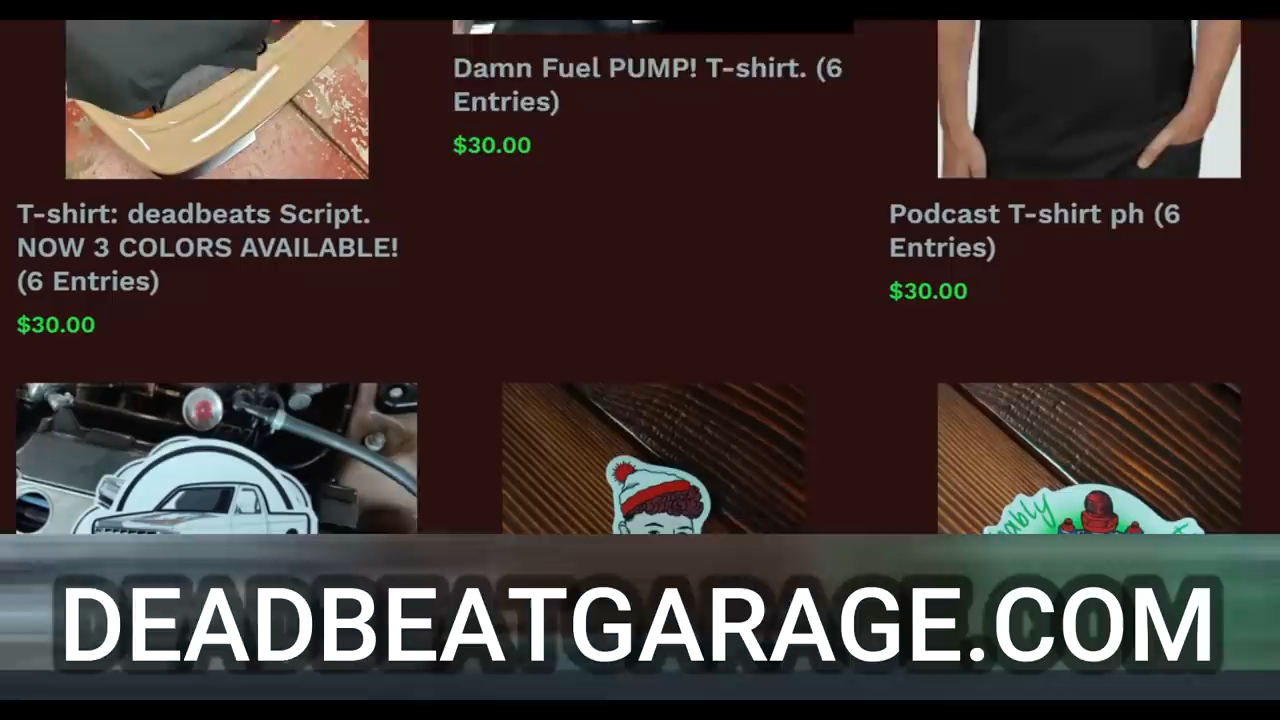 Damn Fuel PUMP! T-shirt. (6
Entries)
$30.00
T-shirt: deadbeats Script.
NOW 3 COLORS AVAILABLE!
(6 Entries)
$30.00
Podcast T-shirt ph (6
Entries)
$30.00
DEADBEATGARAGE.COM